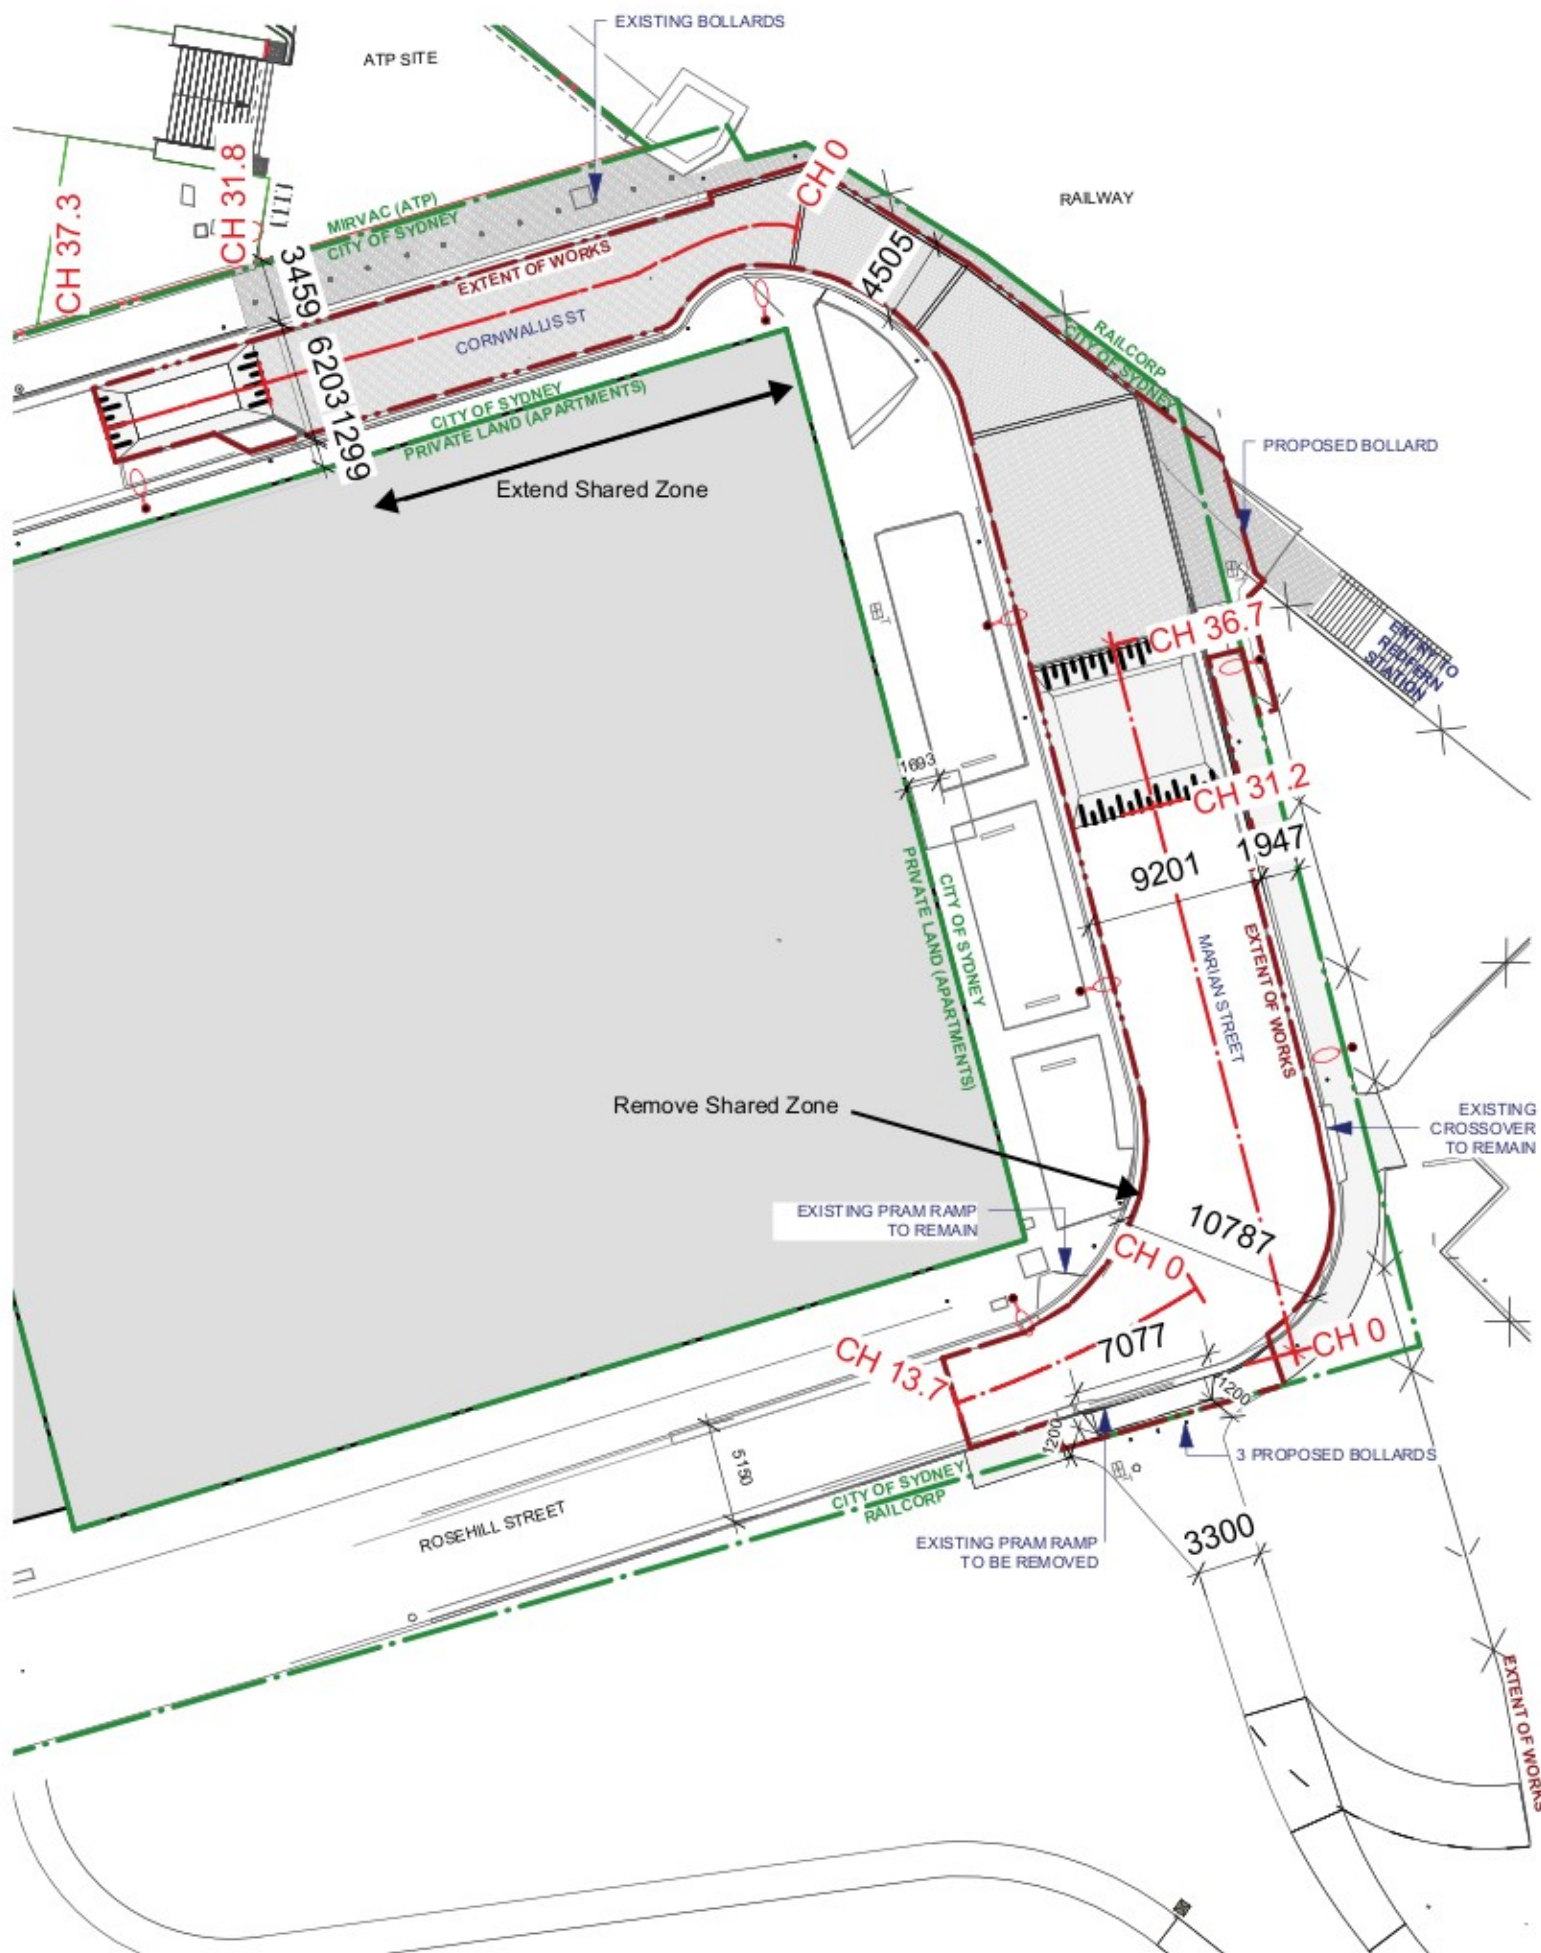 EXISTING BOLLARDS
ATP SITE
CH 31.8
CH 37.3
MIRVAC (ATP)
CITY OF SYDNEY
CH 0
RAILWAY
3459
EXTENT OF WORKS
4505
CORNWALLIS ST
6203
1299
RAILCORP
CITY OF SYDNEY
CITY OF SYDNEY
PRIVATE LAND (APARTMENTS)
PROPOSED BOLLARD
Extend Shared Zone
CH 36.7
ENTRY TO
REDFERN
STATION
1693
CH 31.2
1947
9201
CITY OF SYDNEY
PRIVATE LAND (APARTMENTS)
MARIAN STREET
EXTENT OF WORKS
Remove Shared Zone
EXISTING
CROSSOVER
TO REMAIN
EXISTING PRAM RAMP
TO REMAIN
10787
CH 0
7077
CH 0
CH 13.7
1200
1200
5150
3 PROPOSED BOLLARDS
CITY OF SYDNEY
RAILCORP
ROSEHILL STREET
EXISTING PRAM RAMP
TO BE REMOVED
3300
EXTENT OF WORKS